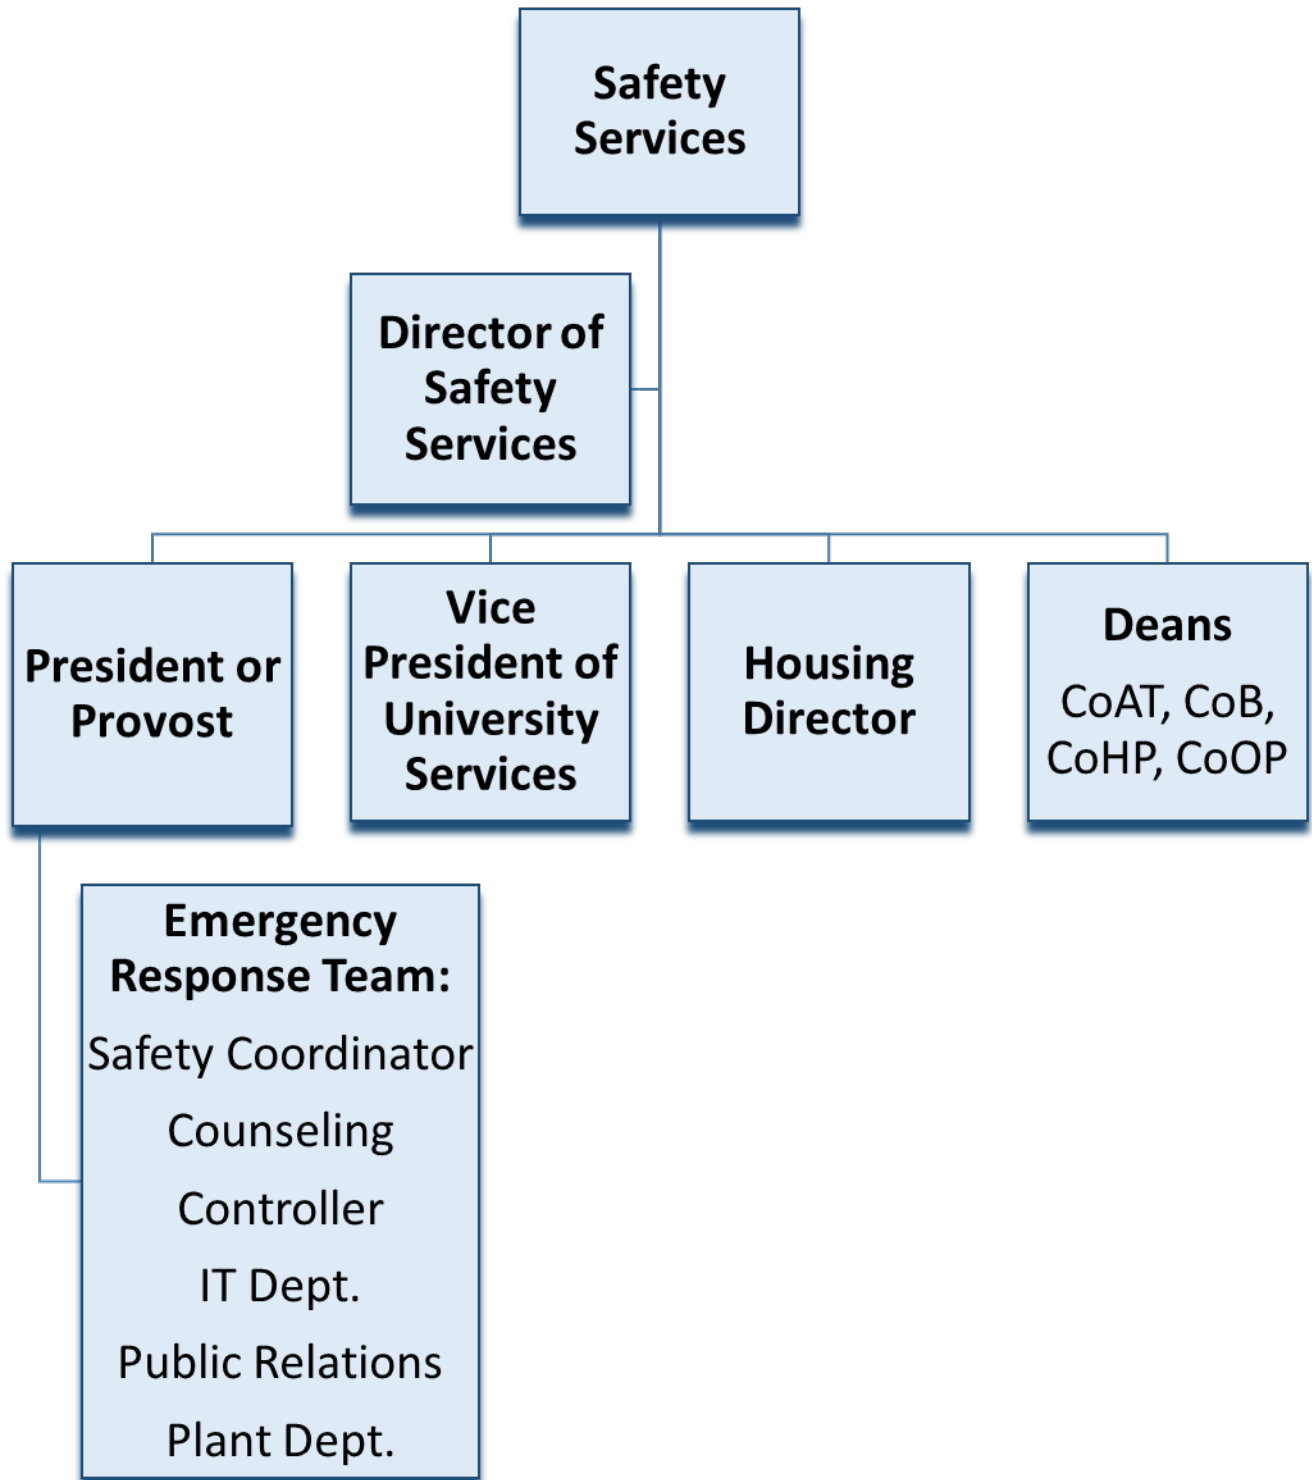 Safety
Services
Director of
Safety
Services
President or
Provost
Vice
President of
University
Services
Housing
Director
Deans
CoAT, CoB,
CoHP, CoOP
Emergency
Response Team:
Safety Coordinator
Counseling
Controller
IT Dept.
Public Relations
Plant Dept.